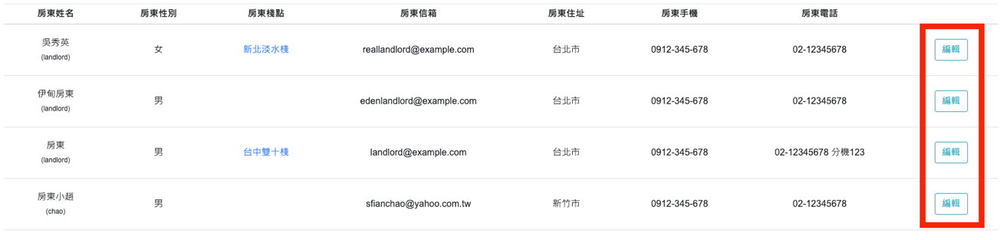 房東姓名 房東性別 房東棧點 房東信箱 房東住址 房東手機 房東電話
吳秀英
(landlord)
女 新北淡水棧 reallandlord@example.com 台北市 0912-345-678 02-12345678 編輯
伊甸房東
(landlord)
男 edenlandlord@example.com 台北市 0912-345-678 02-12345678 編輯
房東
(landlord)
男 台中雙十棧 landlord@example.com 台北市 0912-345-678 02-12345678 分機123 編輯
房東小趙
(chao)
男 sfianchao@yahoo.com.tw 新竹市 0912-345-678 02-12345678 編輯